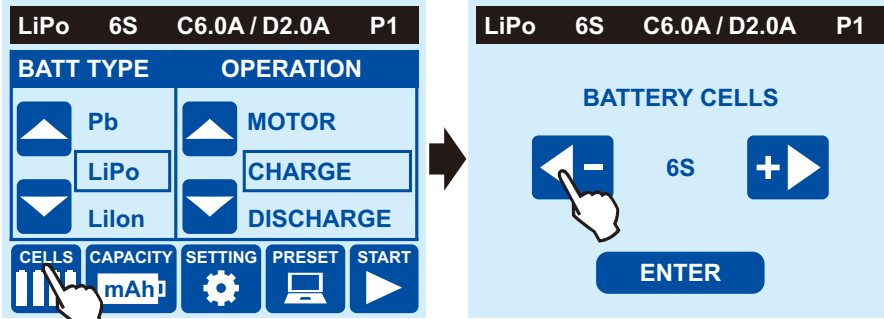 LiPo 6S C6.0A / D2.0A P1
BATT TYPE OPERATION
Pb MOTOR
LiPo CHARGE
LiIon DISCHARGE
CELLS CAPACITY SETTING PRESET START
mAh
LiPo 6S C6.0A / D2.0A P1
BATTERY CELLS
- 6S +
ENTER